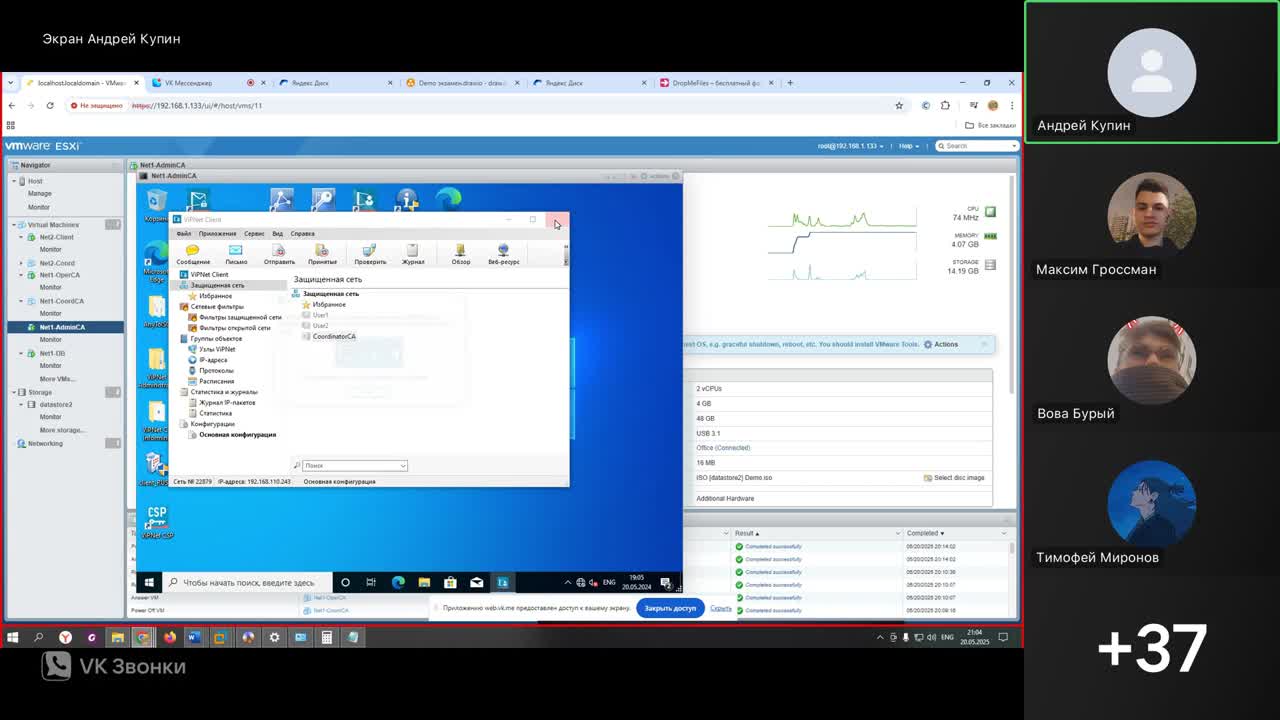 Экран Андрей Купин
localhost.localdomain - VMwa
VK Мессенджер
Яндекс Диск
Demo экзамен.drawio - draw.i
Яндекс Диск
DropMeFiles – бесплатный фо
Не защищено
https://192.168.1.133/ui/#/host/vms/11
Все закладки
vmware ESXi
root@192.168.1.133
Help
Search
Navigator
Host
Manage
Monitor
Virtual Machines
Net2-Client
Monitor
Net2-Coord
Net1-OperCA
Monitor
Net1-CoordCA
Monitor
Net1-AdminCA
Monitor
Net1-DB
Monitor
More VMs...
Storage
datastore2
Monitor
More storage...
Networking
Net1-AdminCA
Net1-AdminCA
Actions
Корзина
Microsoft Edge
ViPNet CSP
ViPNet Client
Файл
Приложения
Сервис
Вид
Справка
Сообщение
Письмо
Отправить
Принятые
Проверить
Журнал
Обзор
Веб-ресурс
ViPNet Client
Защищенная сеть
Избранное
Сетевые фильтры
Фильтры защищенной сети
Фильтры открытой сети
Группы объектов
Узлы ViPNet
IP-адреса
Протоколы
Расписания
Статистика и журналы
Журнал IP-пакетов
Статистика
Конфигурации
Основная конфигурация
Защищенная сеть
Защищенная сеть
Избранное
User1
User2
CoordinatorCA
Поиск
Сеть № 22879
IP-адреса: 192.168.110.243
Основная конфигурация
Чтобы начать поиск, введите здесь
ENG
19:05
20.05.2024
CPU
74 MHz
MEMORY
4.07 GB
STORAGE
14.19 GB
est OS, e.g. graceful shutdown, reboot, etc. You should install VMware Tools.
Actions
2 vCPUs
4 GB
48 GB
USB 3.1
Office (Connected)
16 MB
ISO [datastore2] Demo.iso
Select disc image
Additional Hardware
Result
Completed
Completed successfully
05/20/2025 20:14:02
Completed successfully
05/20/2025 20:14:02
Completed successfully
05/20/2025 20:10:38
Completed successfully
05/20/2025 20:10:07
Completed successfully
05/20/2025 20:10:07
Completed successfully
05/20/2025 20:09:16
Answer VM
Net1-OperCA
Power Off VM
Net1-CoordCA
Приложению web.vk.me предоставлен доступ к вашему экрану.
Закрыть доступ
Скрыть
ENG
21:04
20.05.2025
VK Звонки
Андрей Купин
Максим Гроссман
Вова Бурый
Тимофей Миронов
+37